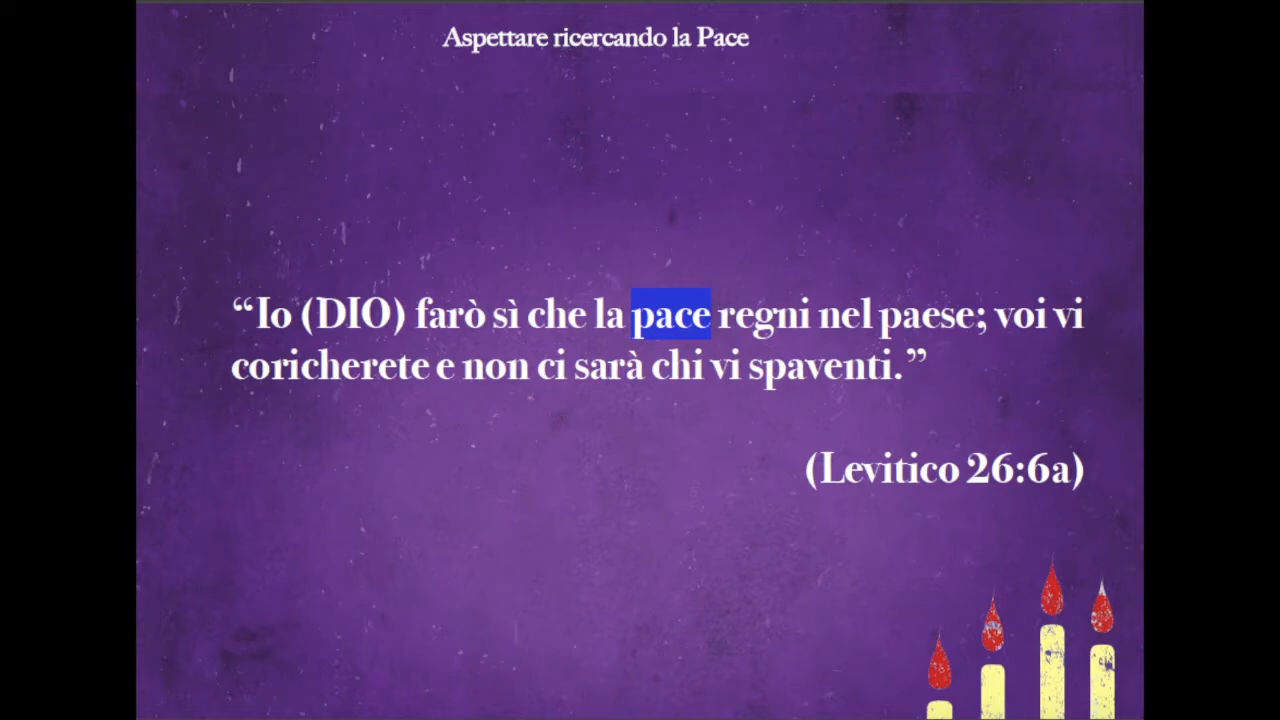 Aspettare ricercando la Pace
“Io (DIO) farò sì che la pace regni nel paese; voi vi
coricherete e non ci sarà chi vi spaventi.”
(Levitico 26:6a)